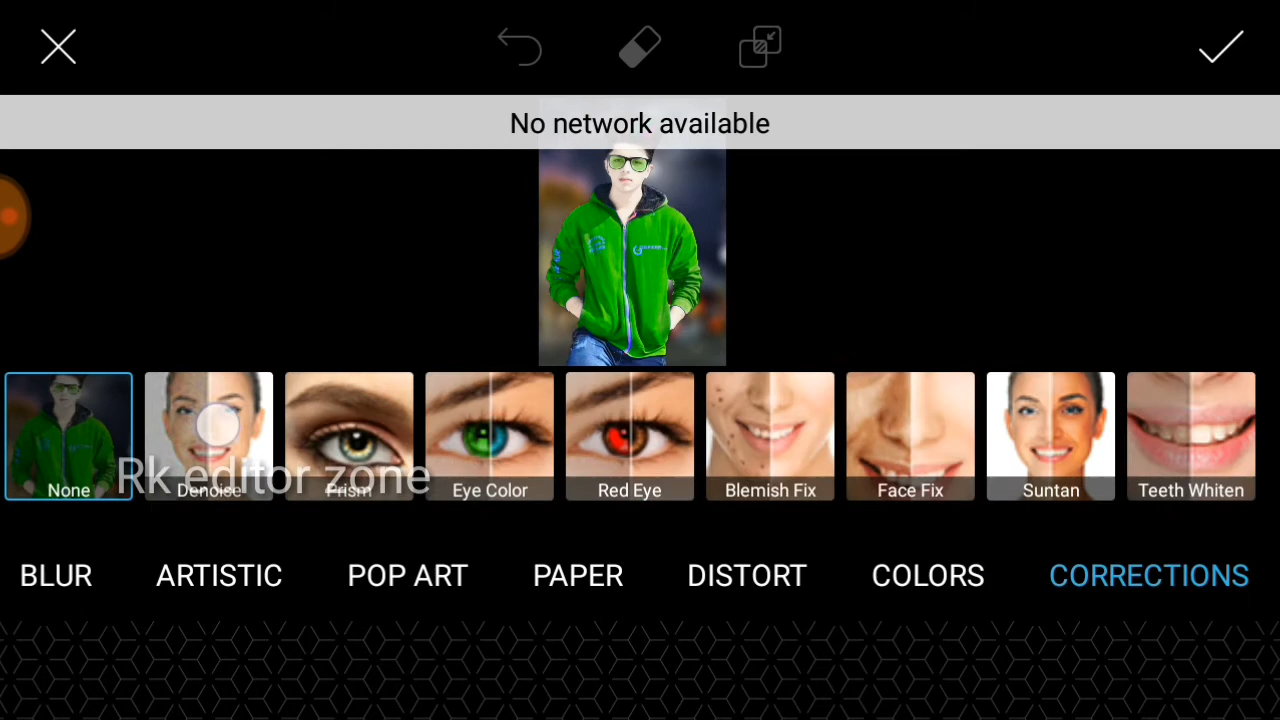 No network available
None
Denoise
Prism
Eye Color
Red Eye
Blemish Fix
Face Fix
Suntan
Teeth Whiten
Rk editor zone
BLUR
ARTISTIC
POP ART
PAPER
DISTORT
COLORS
CORRECTIONS